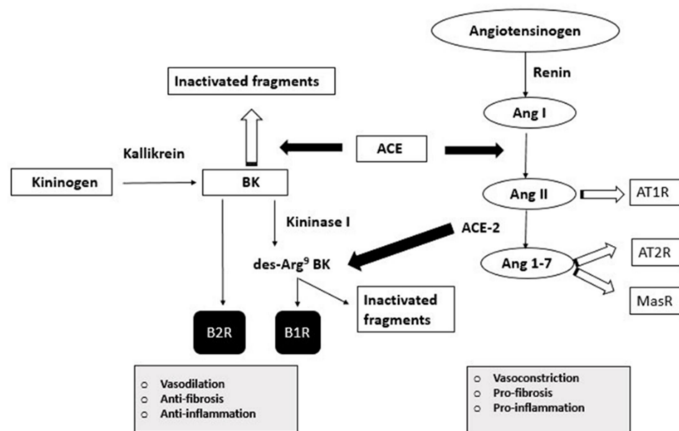 Angiotensinogen
Inactivated fragments
Renin
Ang I
Kallikrein
ACE
Kininogen
BK
Ang II
AT1R
Kininase I
ACE-2
des-Arg⁹ BK
Ang 1-7
AT2R
Inactivated
fragments
MasR
B2R
B1R
○ Vasodilation
○ Anti-fibrosis
○ Anti-inflammation
○ Vasoconstriction
○ Pro-fibrosis
○ Pro-inflammation